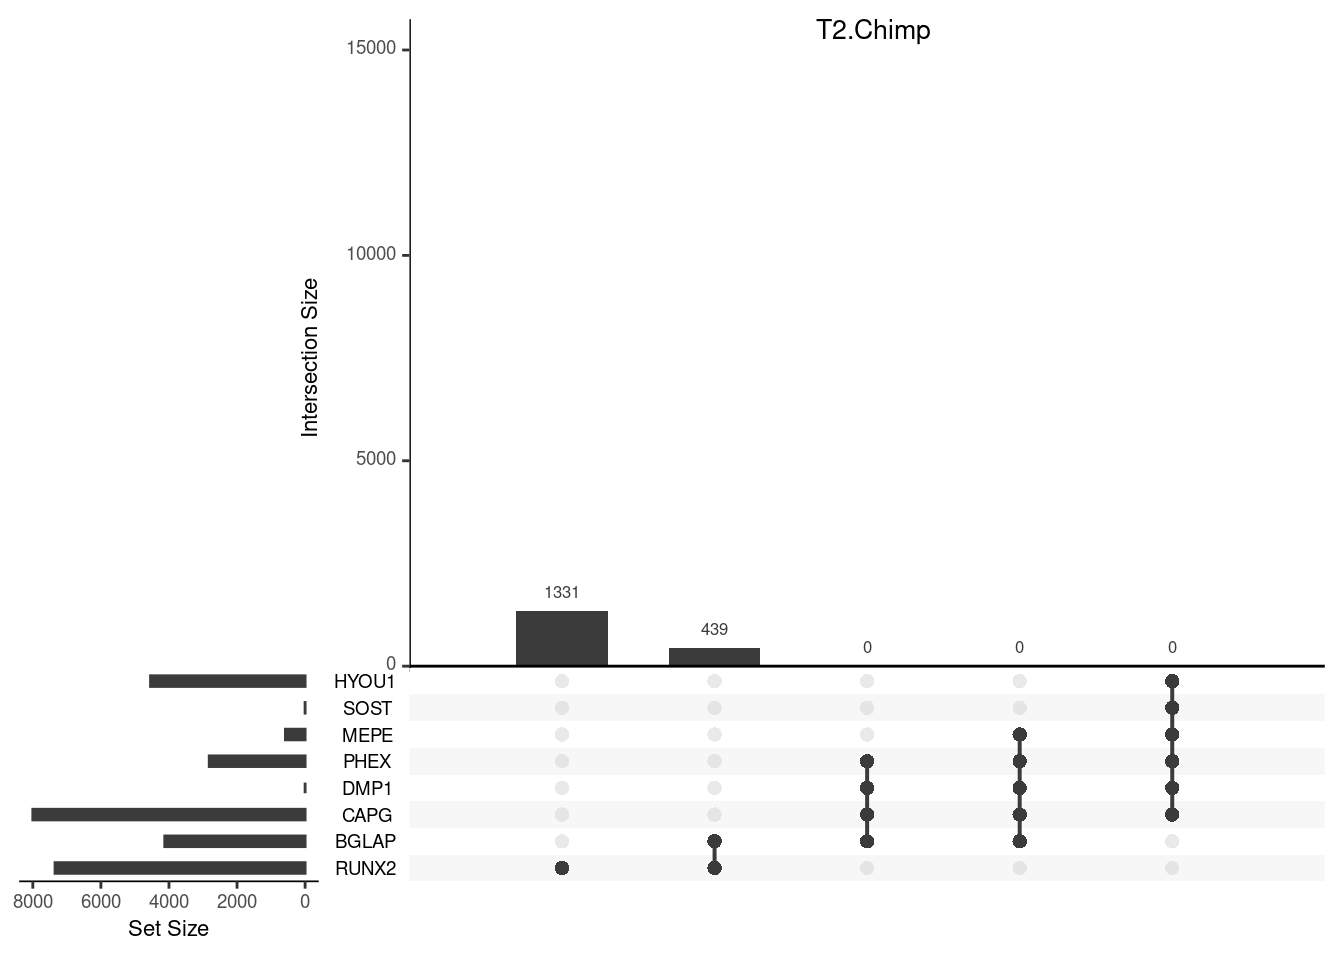 T2.Chimp
15000
10000
5000
0
Intersection Size
1331
439
0
0
0
HYOU1
SOST
MEPE
PHEX
DMP1
CAPG
BGLAP
RUNX2
8000 6000 4000 2000 0
Set Size